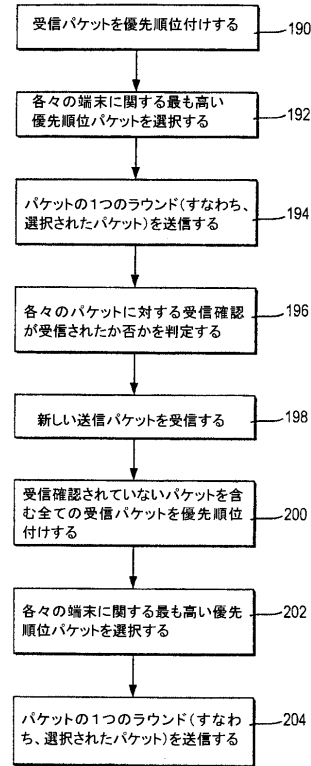 受信パケットを優先順位付けする
190
各々の端末に関する最も高い
優先順位パケットを選択する
192
パケットの1つのラウンド(すなわち、
選択されたパケット)を送信する
194
各々のパケットに対する受信確認
が受信されたか否かを判定する
196
新しい送信パケットを受信する
198
受信確認されていないパケットを含
む全ての受信パケットを優先順位
付けする
200
各々の端末に関する最も高い優先
順位パケットを選択する
202
パケットの1つのラウンド(すなわ
ち、選択されたパケット)を送信する
204